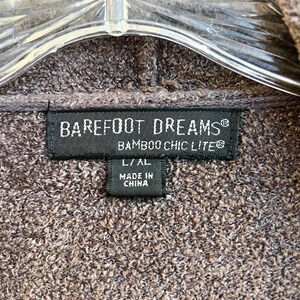 BAREFOOT DREAMS®
BAMBOO CHIC LITE®
L/XL
MADE IN
CHINA